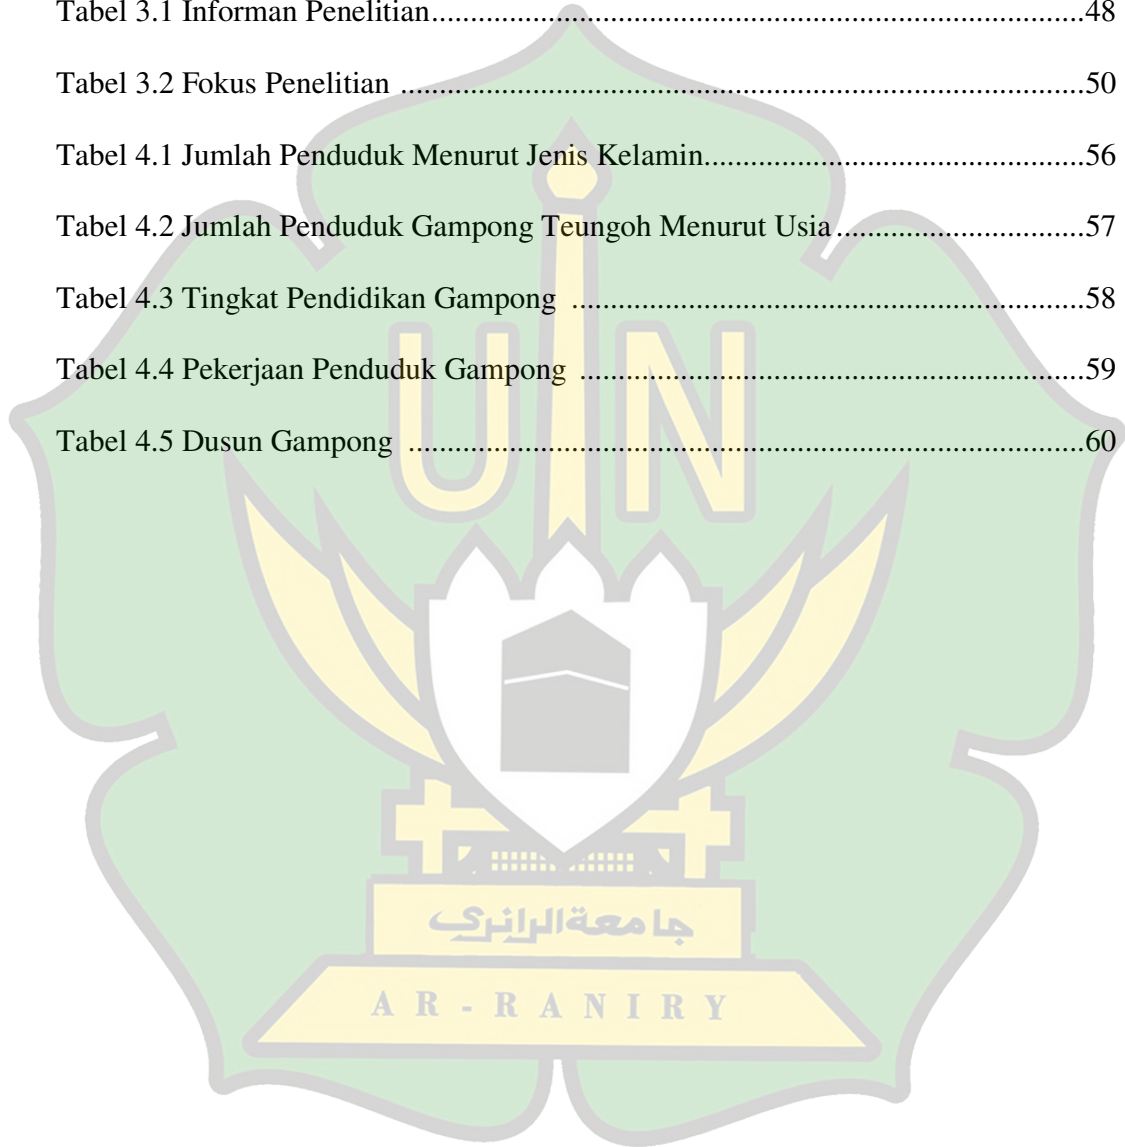 Tabel 3.1 Informan Penelitian....................................................................................48
Tabel 3.2 Fokus Penelitian ........................................................................................50
Tabel 4.1 Jumlah Penduduk Menurut Jenis Kelamin.................................................56
Tabel 4.2 Jumlah Penduduk Gampong Teungoh Menurut Usia................................57
Tabel 4.3 Tingkat Pendidikan Gampong ..................................................................58
Tabel 4.4 Pekerjaan Penduduk Gampong .................................................................59
Tabel 4.5 Dusun Gampong .......................................................................................60
UIN
جامعة الرانري
AR-RANIRY